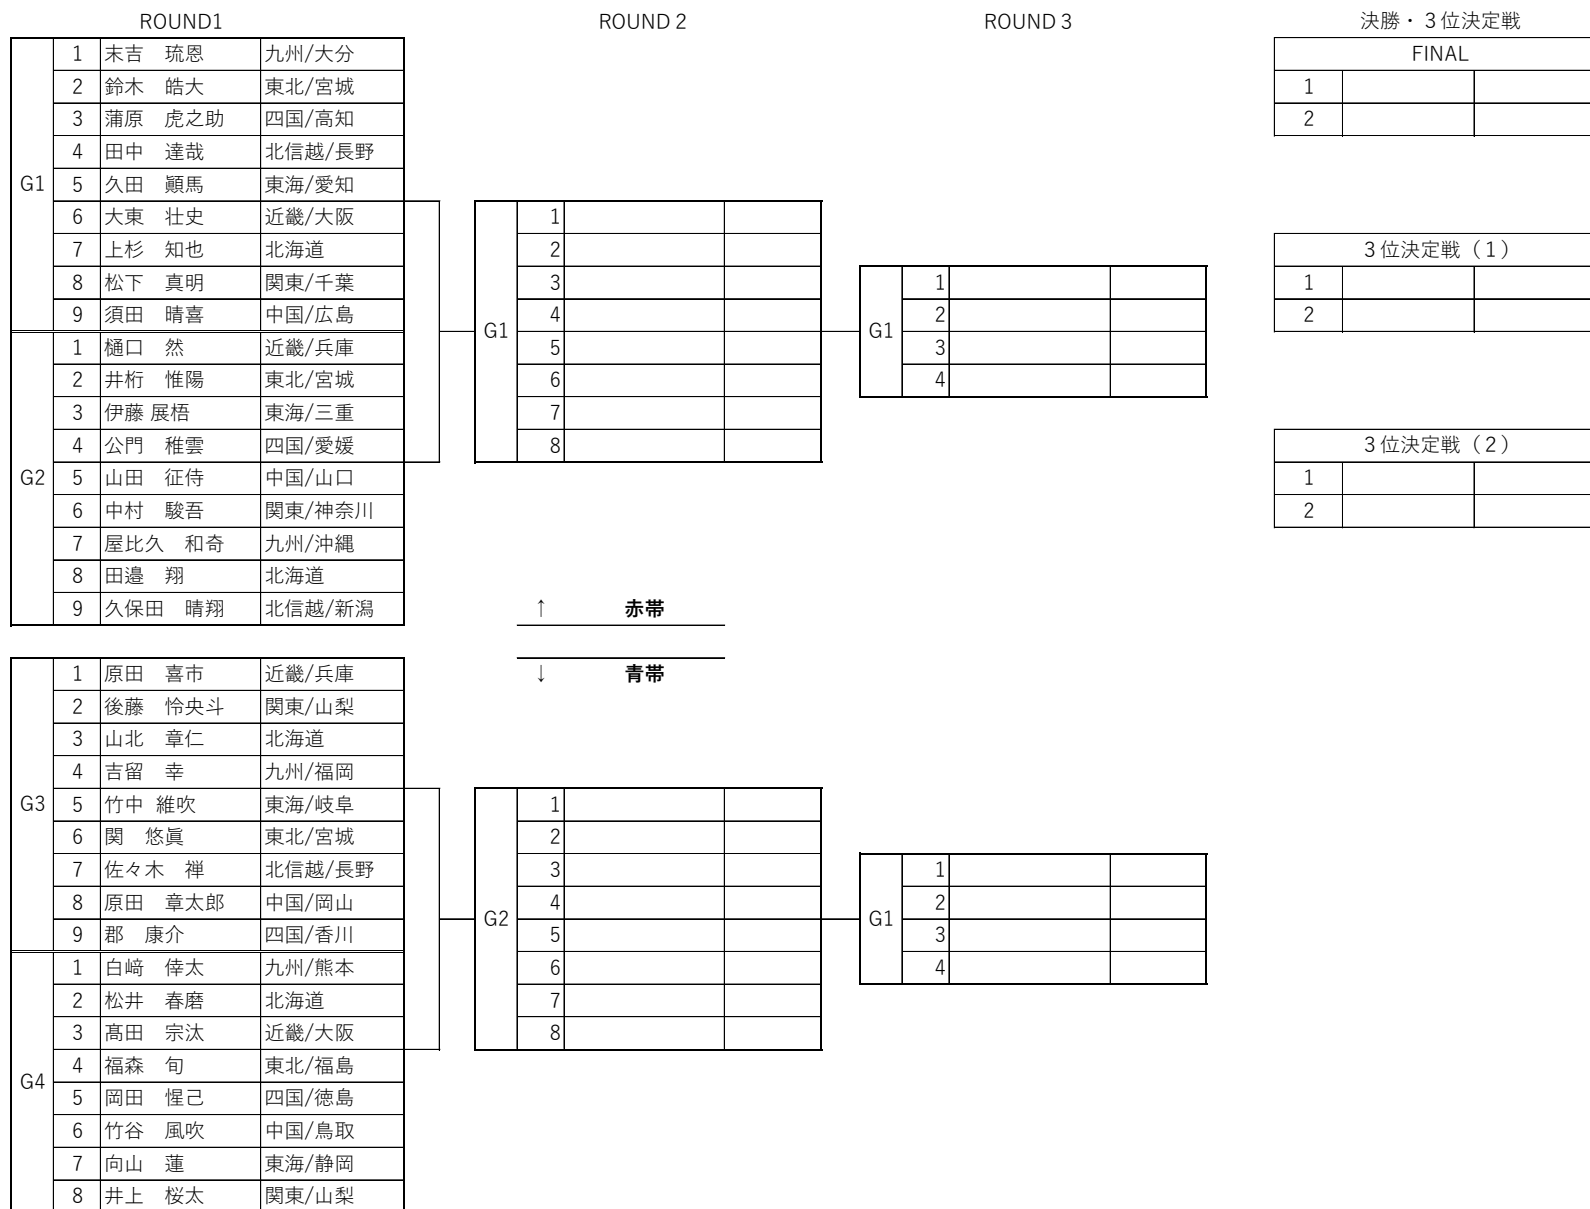 ROUND1 ROUND 2 ROUND 3 決勝・３位決定戦
1 末吉　琉恩 九州/大分 FINAL
2 鈴木　皓大 東北/宮城 1
3 蒲原　虎之助 四国/高知 2
4 田中　達哉 北信越/長野
G1 5 久田　顚馬 東海/愛知
6 大東　壮史 近畿/大阪 1
7 上杉　知也 北海道 2 ３位決定戦（１）
8 松下　真明 関東/千葉 3 1 1
9 須田　晴喜 中国/広島 4 2 2
G1 G1
1 樋口　然 近畿/兵庫 5 3
2 井桁　惟陽 東北/宮城 6 4
3 伊藤 展悟 東海/三重 7
4 公門　稚雲 四国/愛媛 8 ３位決定戦（２）
G2 5 山田　征侍 中国/山口 1
6 中村　駿吾 関東/神奈川 2
7 屋比久　和奇 九州/沖縄
8 田邉　翔 北海道
9 久保田　晴翔 北信越/新潟 ↑ 赤帯
1 原田　喜市 近畿/兵庫 ↓ 青帯
2 後藤　怜央斗 関東/山梨
3 山北　章仁 北海道
4 吉留　幸 九州/福岡
G3 5 竹中 維吹 東海/岐阜 1
6 関　悠眞 東北/宮城 2
7 佐々木　禅 北信越/長野 3 1
8 原田　章太郎 中国/岡山 4 2
G2 G1
9 郡　康介 四国/香川 5 3
1 白﨑　倖太 九州/熊本 6 4
2 松井　春磨 北海道 7
3 髙田　宗汰 近畿/大阪 8
4 福森　旬 東北/福島
G4
5 岡田　惺己 四国/徳島
6 竹谷　風吹 中国/鳥取
7 向山　蓮 東海/静岡
8 井上　桜太 関東/山梨